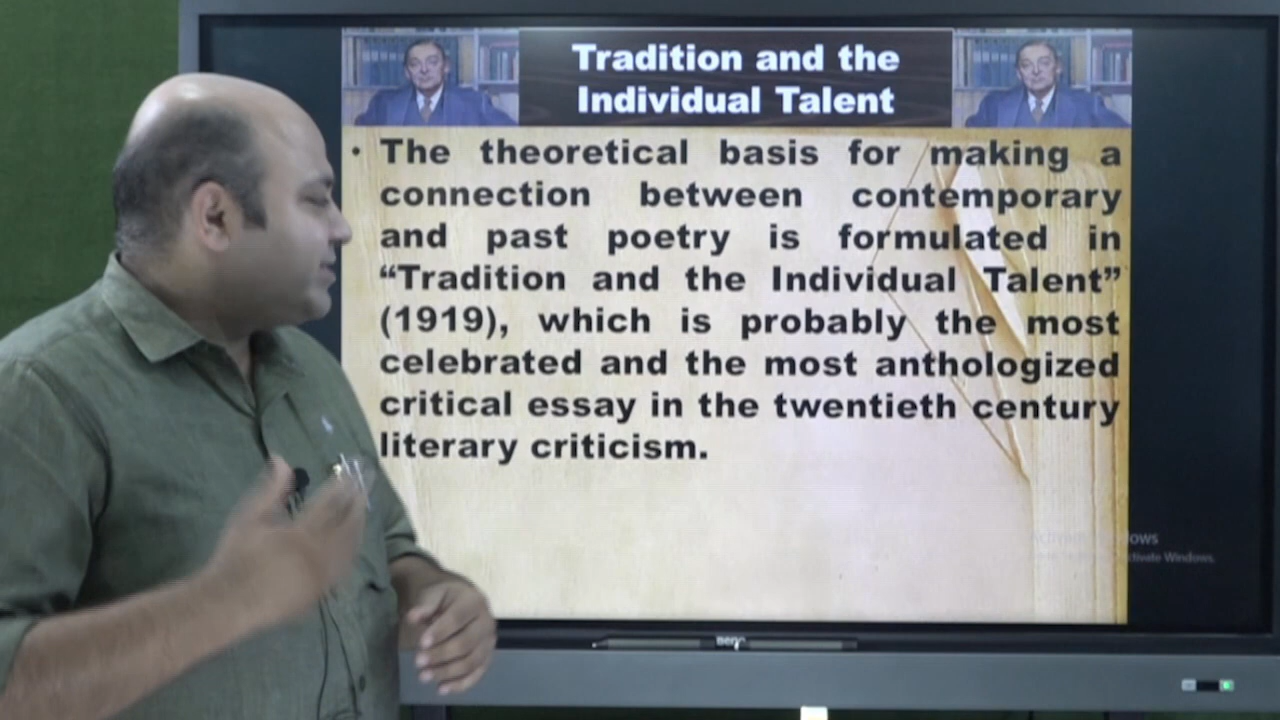 Tradition and the
Individual Talent
• The theoretical basis for making a
connection between contemporary
and past poetry is formulated in
“Tradition and the Individual Talent”
(1919), which is probably the most
celebrated and the most anthologized
critical essay in the twentieth century
literary criticism.
BenQ